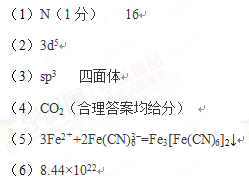 （1）N（1 分） 16
（2）3d⁵
（3）sp³ 四面体
（4）CO₂（含理答案均给分）
（5）3Fe²⁺+2Fe(CN)₆³⁻=Fe₃[Fe(CN)₆]₂↓
（6）8.44×10²²